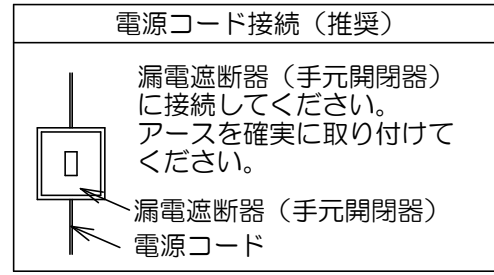 電源コード接続（推奨）
漏電遮断器（手元開閉器）
に接続してください。
アースを確実に取り付けて
ください。
漏電遮断器（手元開閉器）
電源コード